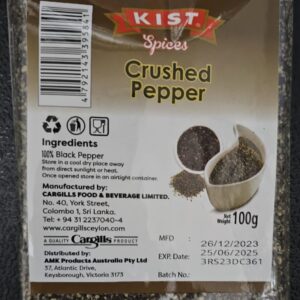 KIST.
Spices
Crushed
Pepper
4 792143 395841
Ingredients
100% Black Pepper
Store in a cool dry place away
from direct sunlight or heat.
Once opened store in an airtight container.
Manufactured by:
CARGILLS FOOD & BEVERAGE LIMITED.
No. 40, York Street,
Colombo 1, Sri Lanka.
Tel: + 94 31 2237040-4
www.cargillsceylon.com
A QUALITY Cargills PRODUCT
Distributed by:
AMK Products Australia Pty Ltd
37, Atlantic Drive,
Keysborough, Victoria 3173
Net Weight 100g
MFD : 26/12/2023
EXP. Date: 25/06/2025
Batch No.: 3RS23DC361